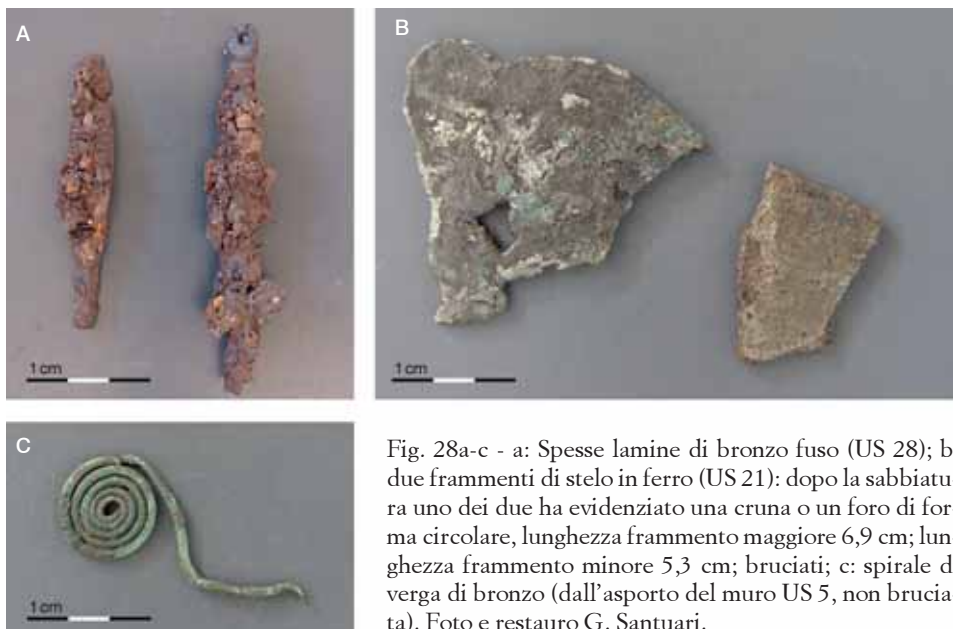 A
B
1 cm
1 cm
C
1 cm
Fig. 28a-c - a: Spesse lamine di bronzo fuso (US 28); b:
due frammenti di stelo in ferro (US 21): dopo la sabbiatu-
ra uno dei due ha evidenziato una cruna o un foro di for-
ma circolare, lunghezza frammento maggiore 6,9 cm; lun-
ghezza frammento minore 5,3 cm; bruciati; c: spirale di
verga di bronzo (dall'asporto del muro US 5, non brucia-
ta). Foto e restauro G. Santuari.